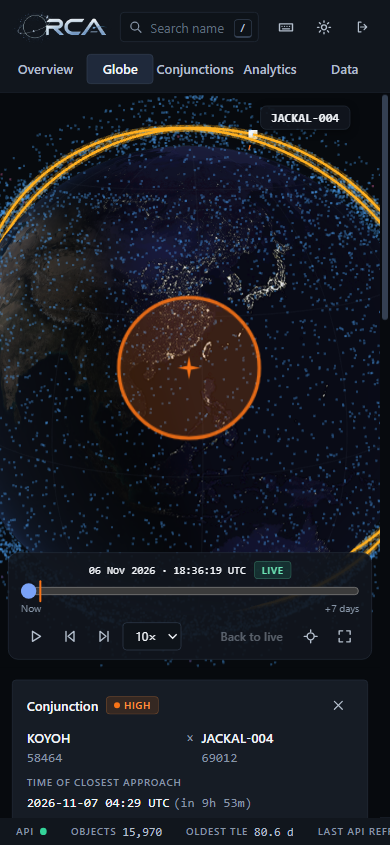 ORCA
Search name /
Overview Globe Conjunctions Analytics Data
JACKAL-004
06 Nov 2026 · 18:36:19 UTC LIVE
Now +7 days
10× Back to live
Conjunction HIGH
KOYOH × JACKAL-004
58464 69012
TIME OF CLOSEST APPROACH
2026-11-07 04:29 UTC (in 9h 53m)
API OBJECTS 15,970 OLDEST TLE 80.6 d LAST API REF